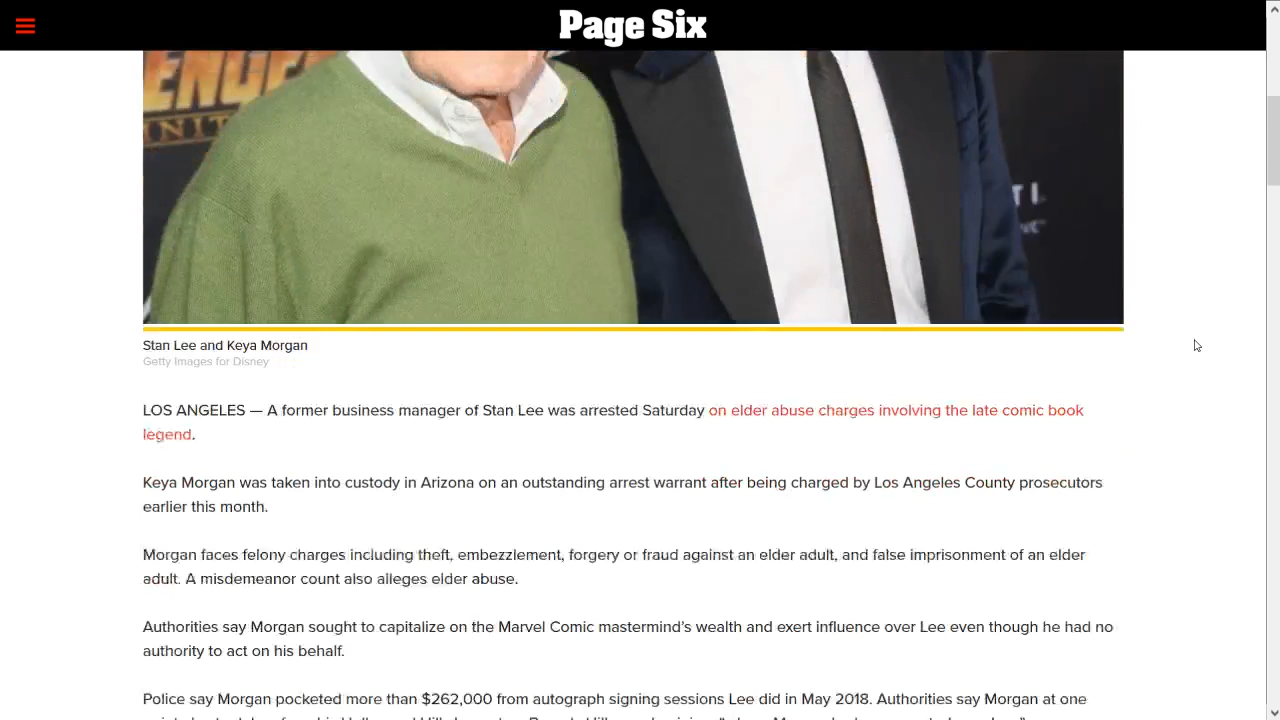 Page Six
ENGE
INIT
Stan Lee and Keya Morgan
Getty Images for Disney
LOS ANGELES — A former business manager of Stan Lee was arrested Saturday on elder abuse charges involving the late comic book
legend.
Keya Morgan was taken into custody in Arizona on an outstanding arrest warrant after being charged by Los Angeles County prosecutors
earlier this month.
Morgan faces felony charges including theft, embezzlement, forgery or fraud against an elder adult, and false imprisonment of an elder
adult. A misdemeanor count also alleges elder abuse.
Authorities say Morgan sought to capitalize on the Marvel Comic mastermind’s wealth and exert influence over Lee even though he had no
authority to act on his behalf.
Police say Morgan pocketed more than $262,000 from autograph signing sessions Lee did in May 2018. Authorities say Morgan at one